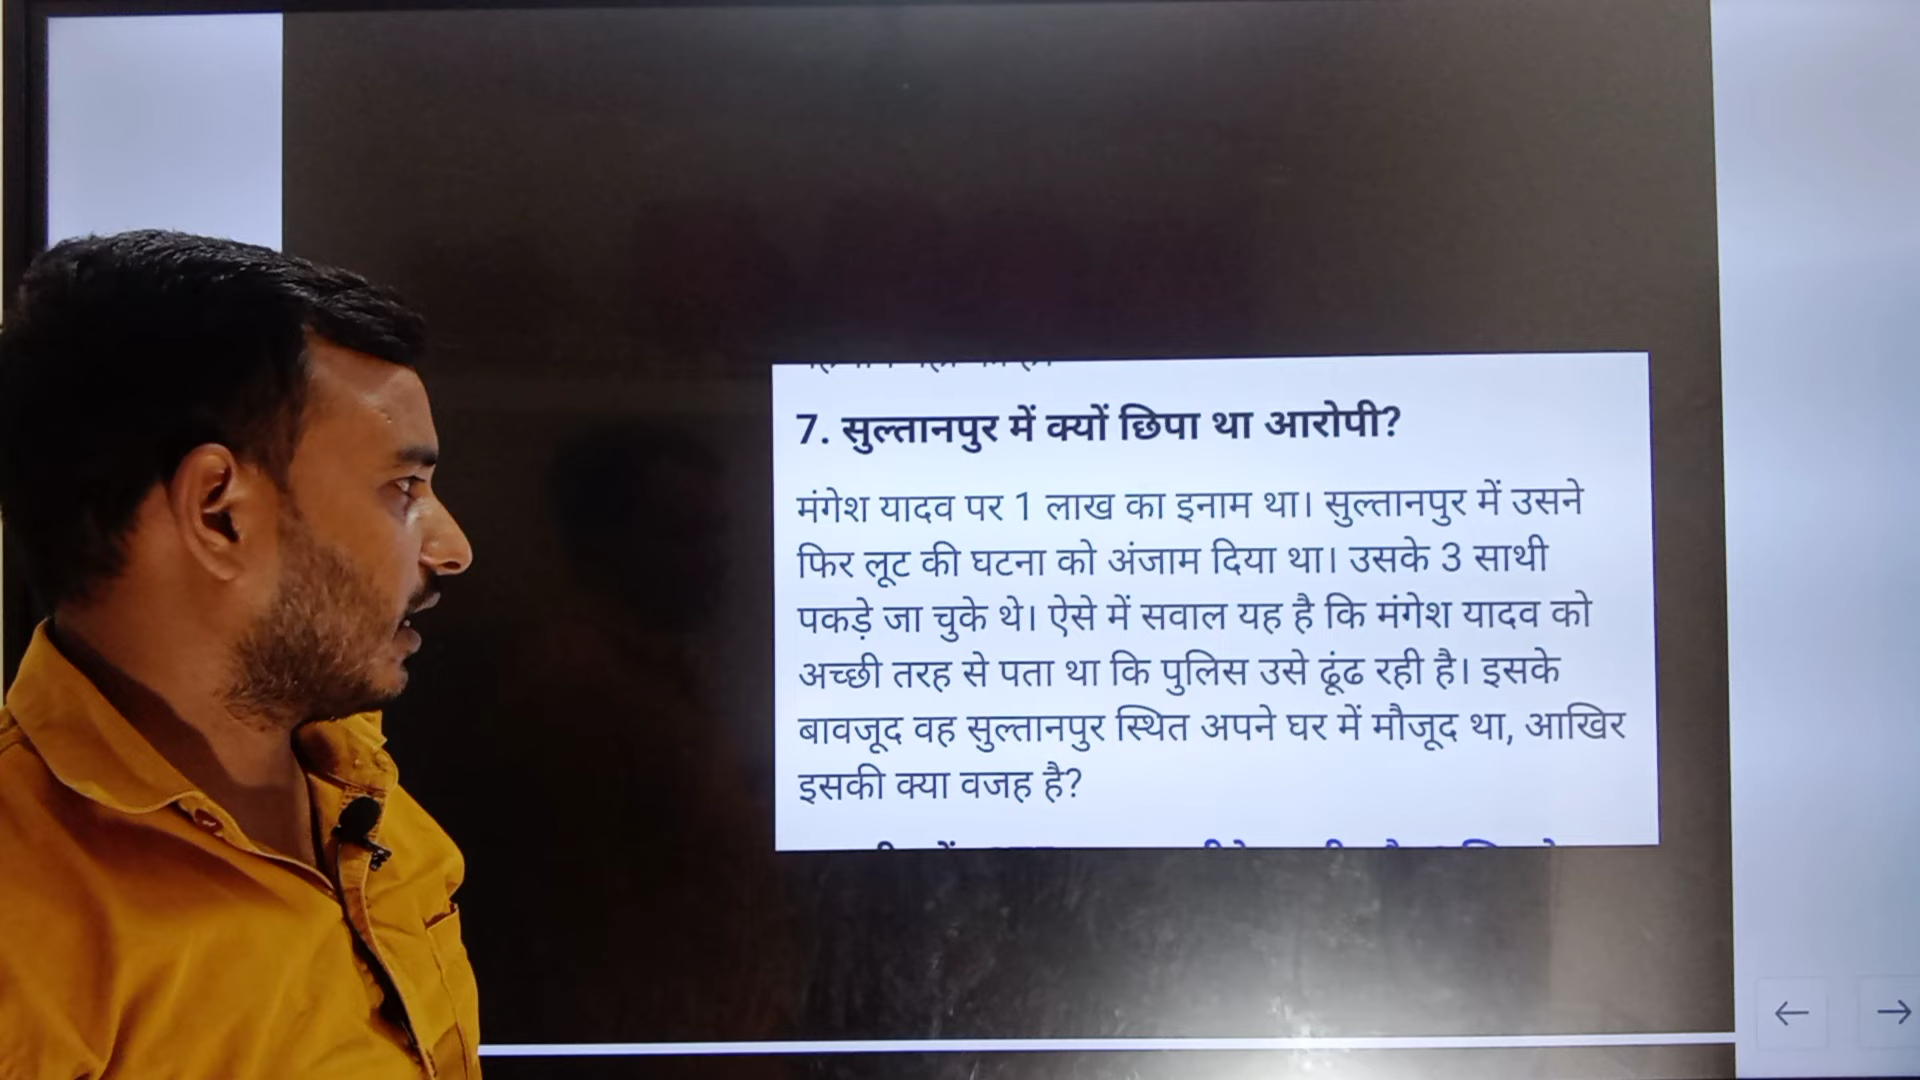 7. सुल्तानपुर में क्यों छिपा था आरोपी?
मंगेश यादव पर 1 लाख का इनाम था। सुल्तानपुर में उसने
फिर लूट की घटना को अंजाम दिया था। उसके 3 साथी
पकड़े जा चुके थे। ऐसे में सवाल यह है कि मंगेश यादव को
अच्छी तरह से पता था कि पुलिस उसे ढूंढ रही है। इसके
बावजूद वह सुल्तानपुर स्थित अपने घर में मौजूद था, आखिर
इसकी क्या वजह है?